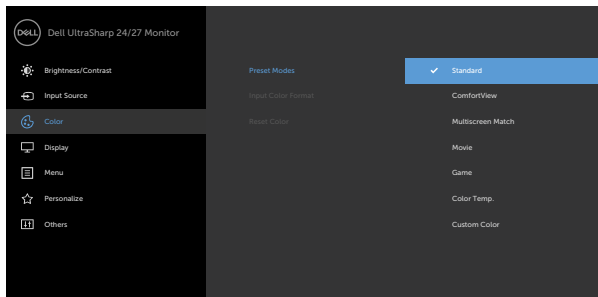 DELL
Dell UltraSharp 24/27 Monitor
Brightness/Contrast
Input Source
Color
Display
Menu
Personalize
Others
Preset Modes
Input Color Format
Reset Color
Standard
ComfortView
Multiscreen Match
Movie
Game
Color Temp.
Custom Color